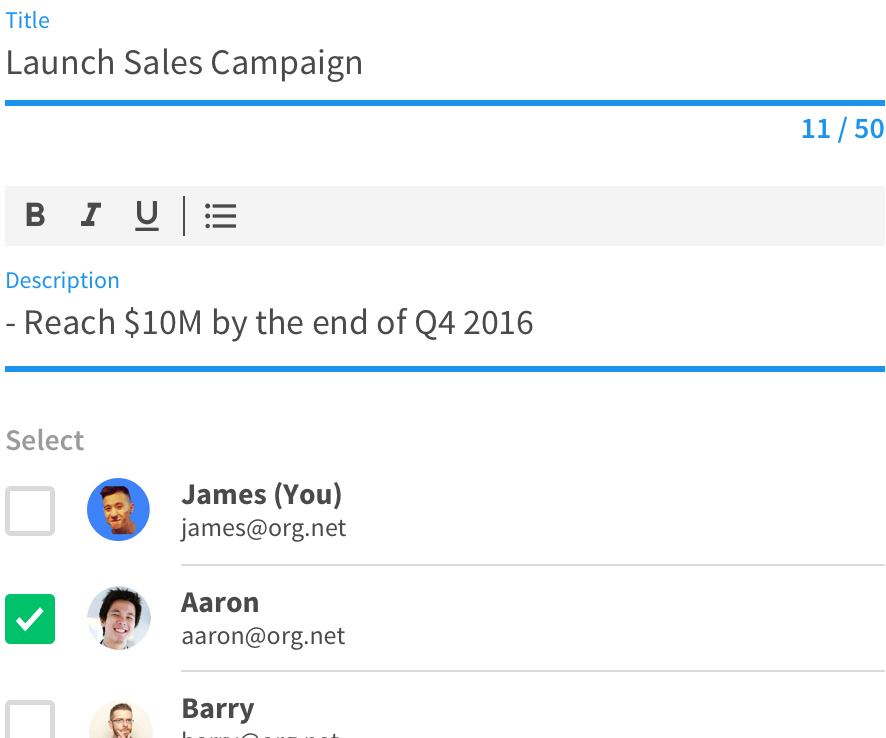 Title
Launch Sales Campaign
11 / 50
B I U
Description
- Reach $10M by the end of Q4 2016
Select
James (You)
james@org.net
Aaron
aaron@org.net
Barry